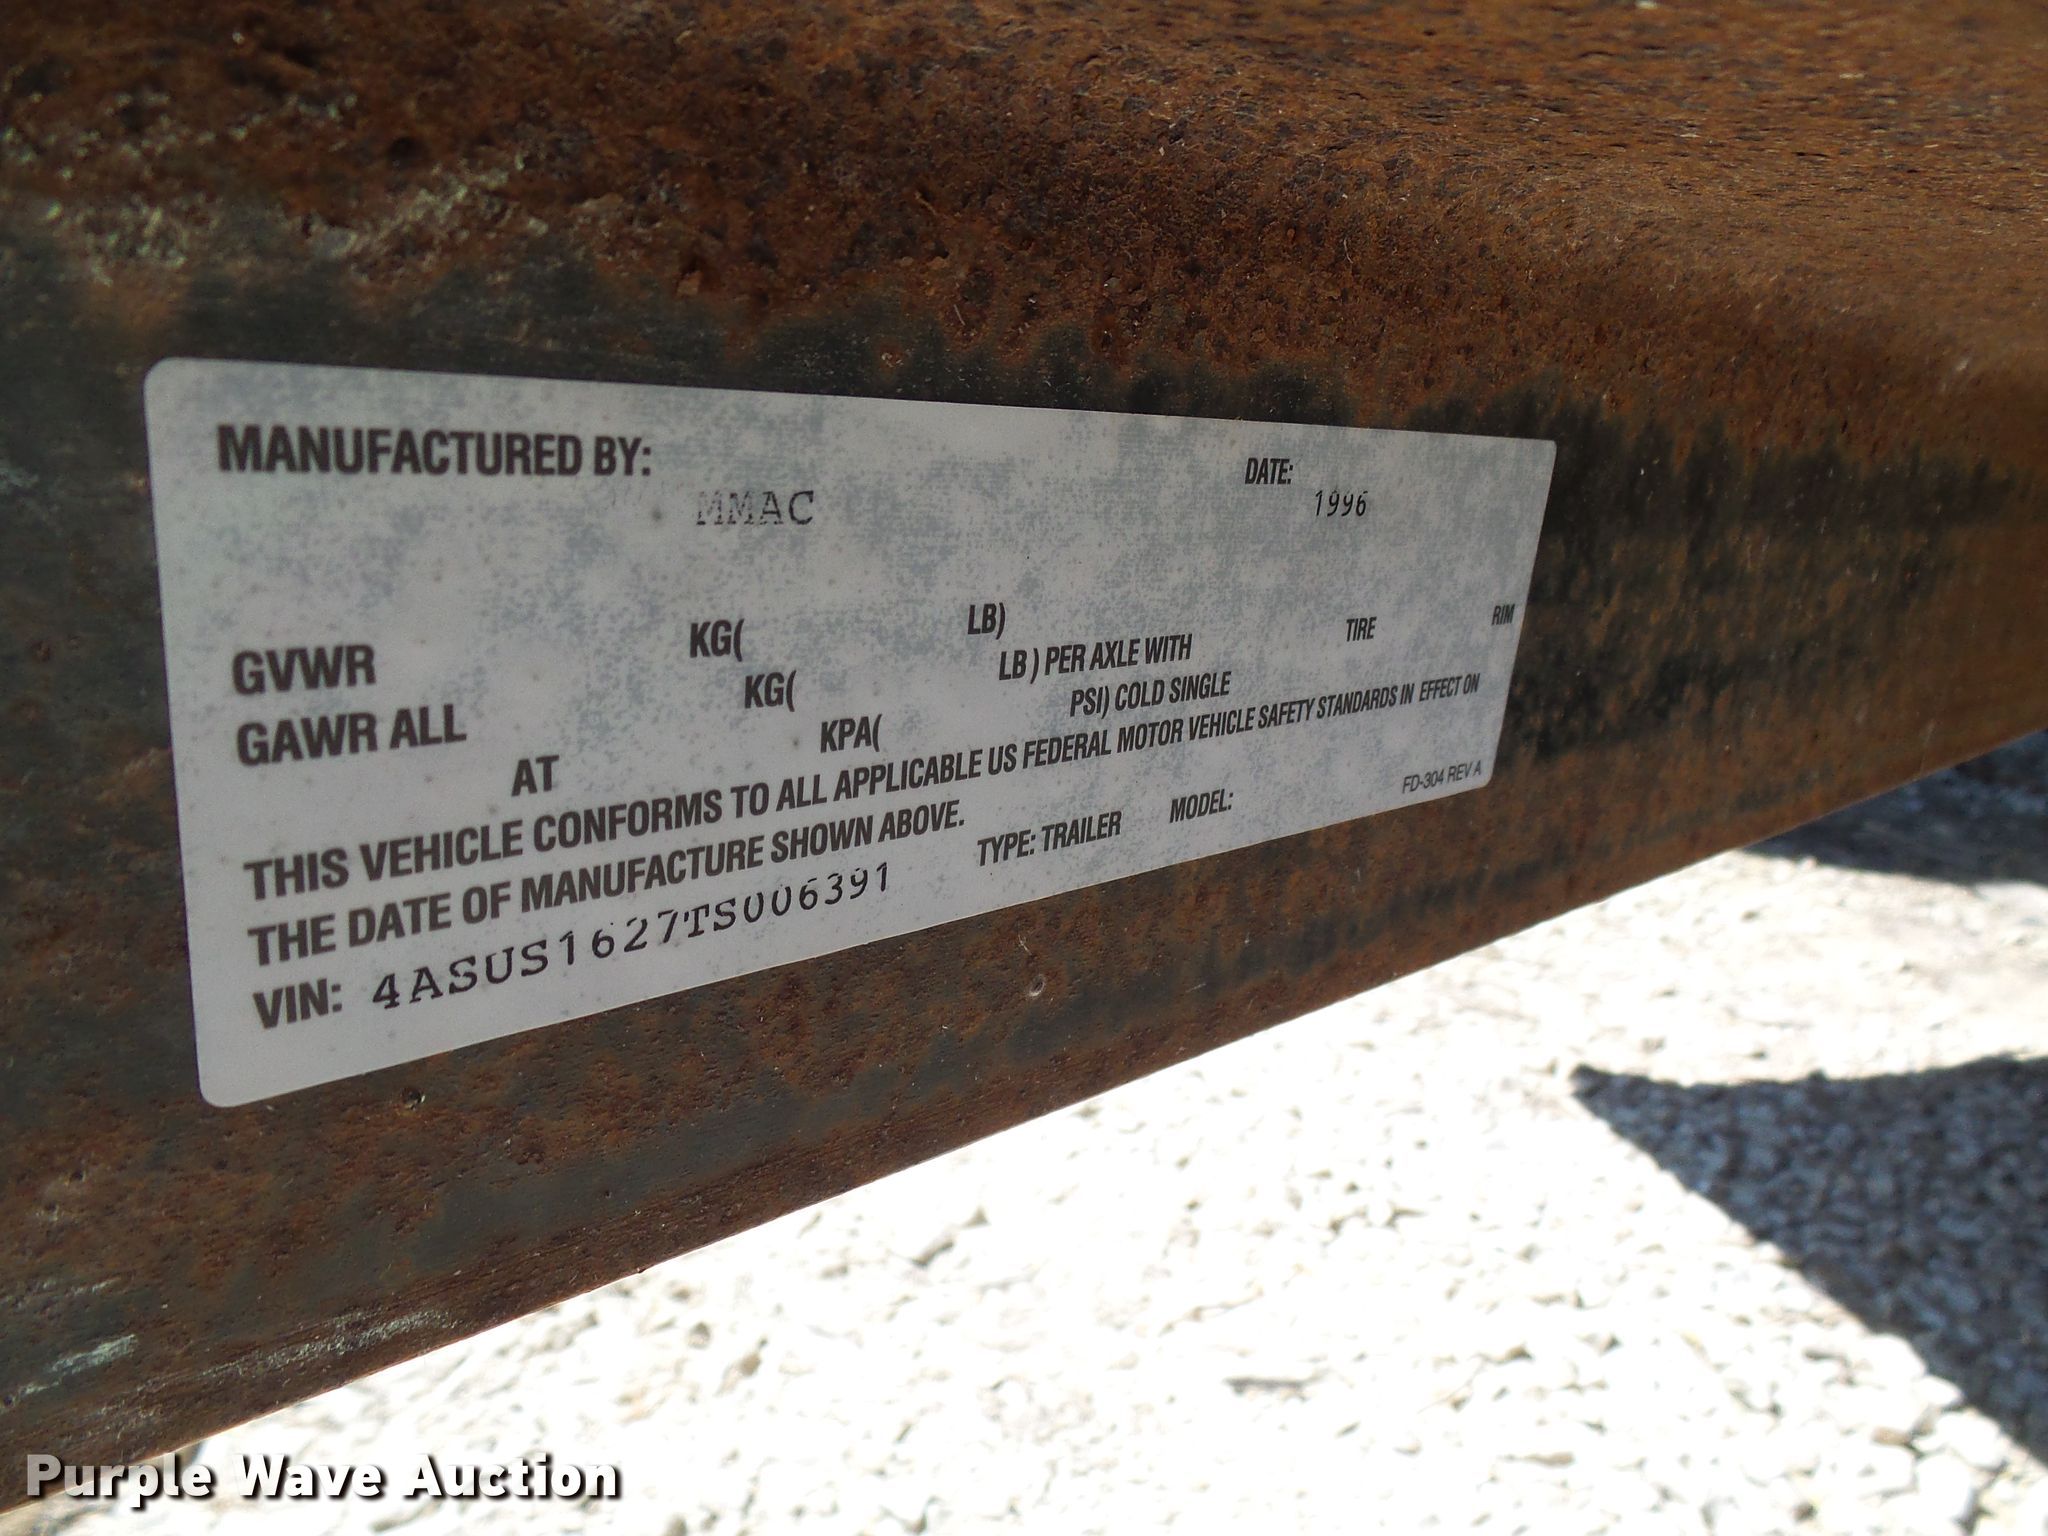 MANUFACTURED BY: DATE:
MMAC 1996
GVWR KG( LB)
GAWR ALL KG( LB ) PER AXLE WITH TIRE RIM
AT KPA( PSI) COLD SINGLE
THIS VEHICLE CONFORMS TO ALL APPLICABLE US FEDERAL MOTOR VEHICLE SAFETY STANDARDS IN EFFECT ON
THE DATE OF MANUFACTURE SHOWN ABOVE.
VIN: 4ASUS1627TS006391 TYPE: TRAILER MODEL:
FD-304 REV A
Purple Wave Auction